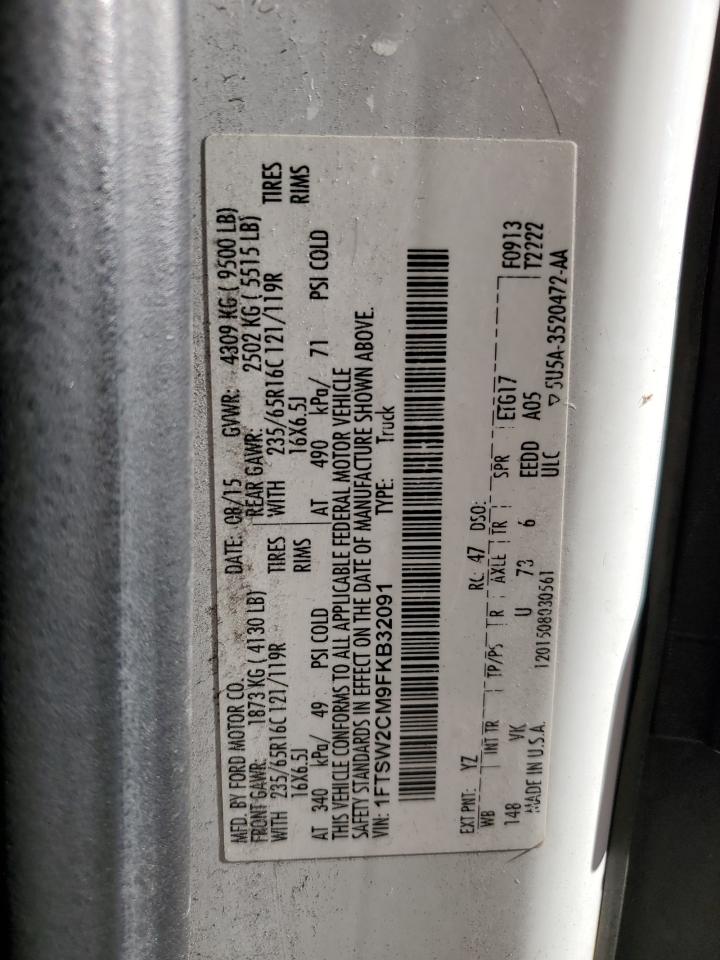 MFD. BY FORD MOTOR CO.
DATE: 08/15 GVWR: 4309 KG ( 9500 LB)
FRONT GAWR: 1873 KG ( 4130 LB) REAR GAWR: 2502 KG ( 5515 LB)
WITH 235/65R16C 121/119R TIRES WITH 235/65R16C 121/119R TIRES
16X6.5J RIMS 16X6.5J RIMS
AT 340 kPa/ 49 PSI COLD AT 490 kPa/ 71 PSI COLD
THIS VEHICLE CONFORMS TO ALL APPLICABLE FEDERAL MOTOR VEHICLE
SAFETY STANDARDS IN EFFECT ON THE DATE OF MANUFACTURE SHOWN ABOVE.
VIN: 1FTSW2CM9FKB32091 TYPE: Truck
EXT PNT: YZ RC: 47 DSO: F0913
WB INT TR TP/PS R AXLE TR SPR ETG17 T2222
148 VK U 73 6 EEDD A05
MADE IN U.S.A. 1201508030561 ULC ▽5U5A-3520472-AA